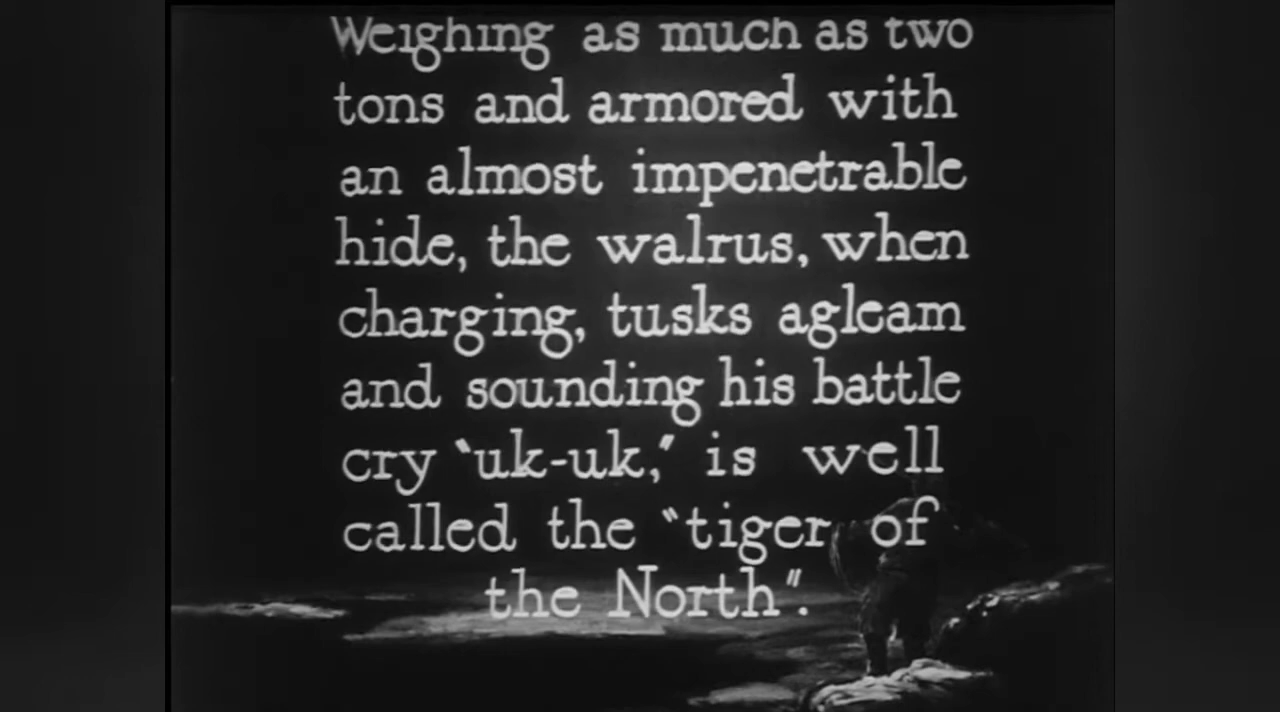 Weighing as much as two
tons and armored with
an almost impenetrable
hide, the walrus, when
charging, tusks agleam
and sounding his battle
cry "uk-uk," is well
called the "tiger of
the North".